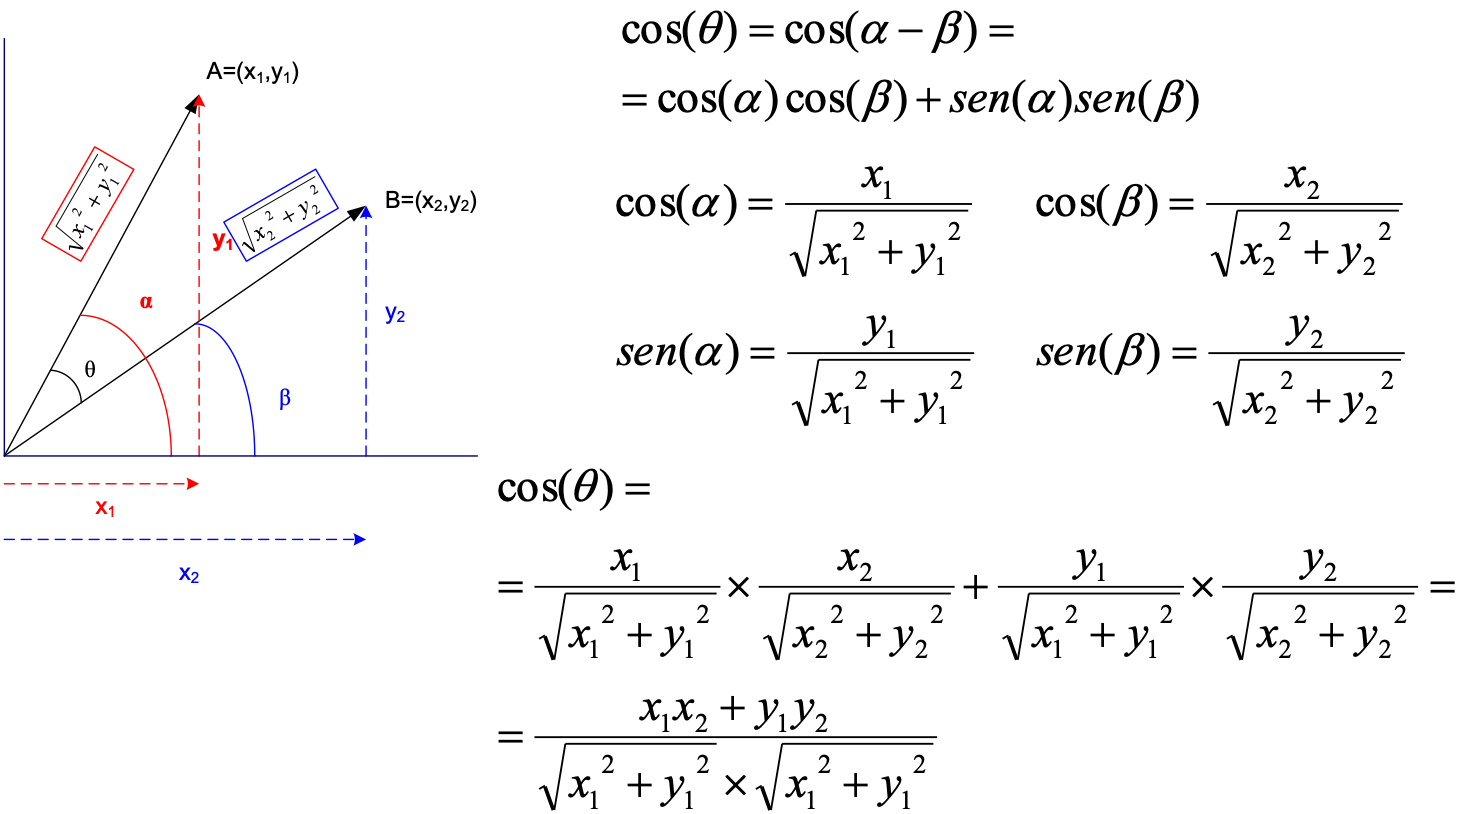 A=(x₁,y₁)
√(x₁² + y₁²)
B=(x₂,y₂)
√(x₂² + y₂²)
y₁
α
y₂
θ
β
x₁
x₂
cos(θ) = cos(α − β) =
= cos(α) cos(β) + sen(α)sen(β)
cos(α) = x₁ / √(x₁² + y₁²)    cos(β) = x₂ / √(x₂² + y₂²)
sen(α) = y₁ / √(x₁² + y₁²)    sen(β) = y₂ / √(x₂² + y₂²)
cos(θ) =
= x₁ / √(x₁² + y₁²) × x₂ / √(x₂² + y₂²) + y₁ / √(x₁² + y₁²) × y₂ / √(x₂² + y₂²) =
= (x₁x₂ + y₁y₂) / (√(x₁² + y₁²) × √(x₁² + y₁²))